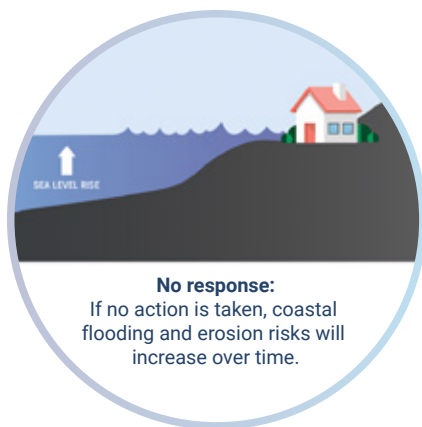 SEA LEVEL RISE
No response:
If no action is taken, coastal
flooding and erosion risks will
increase over time.